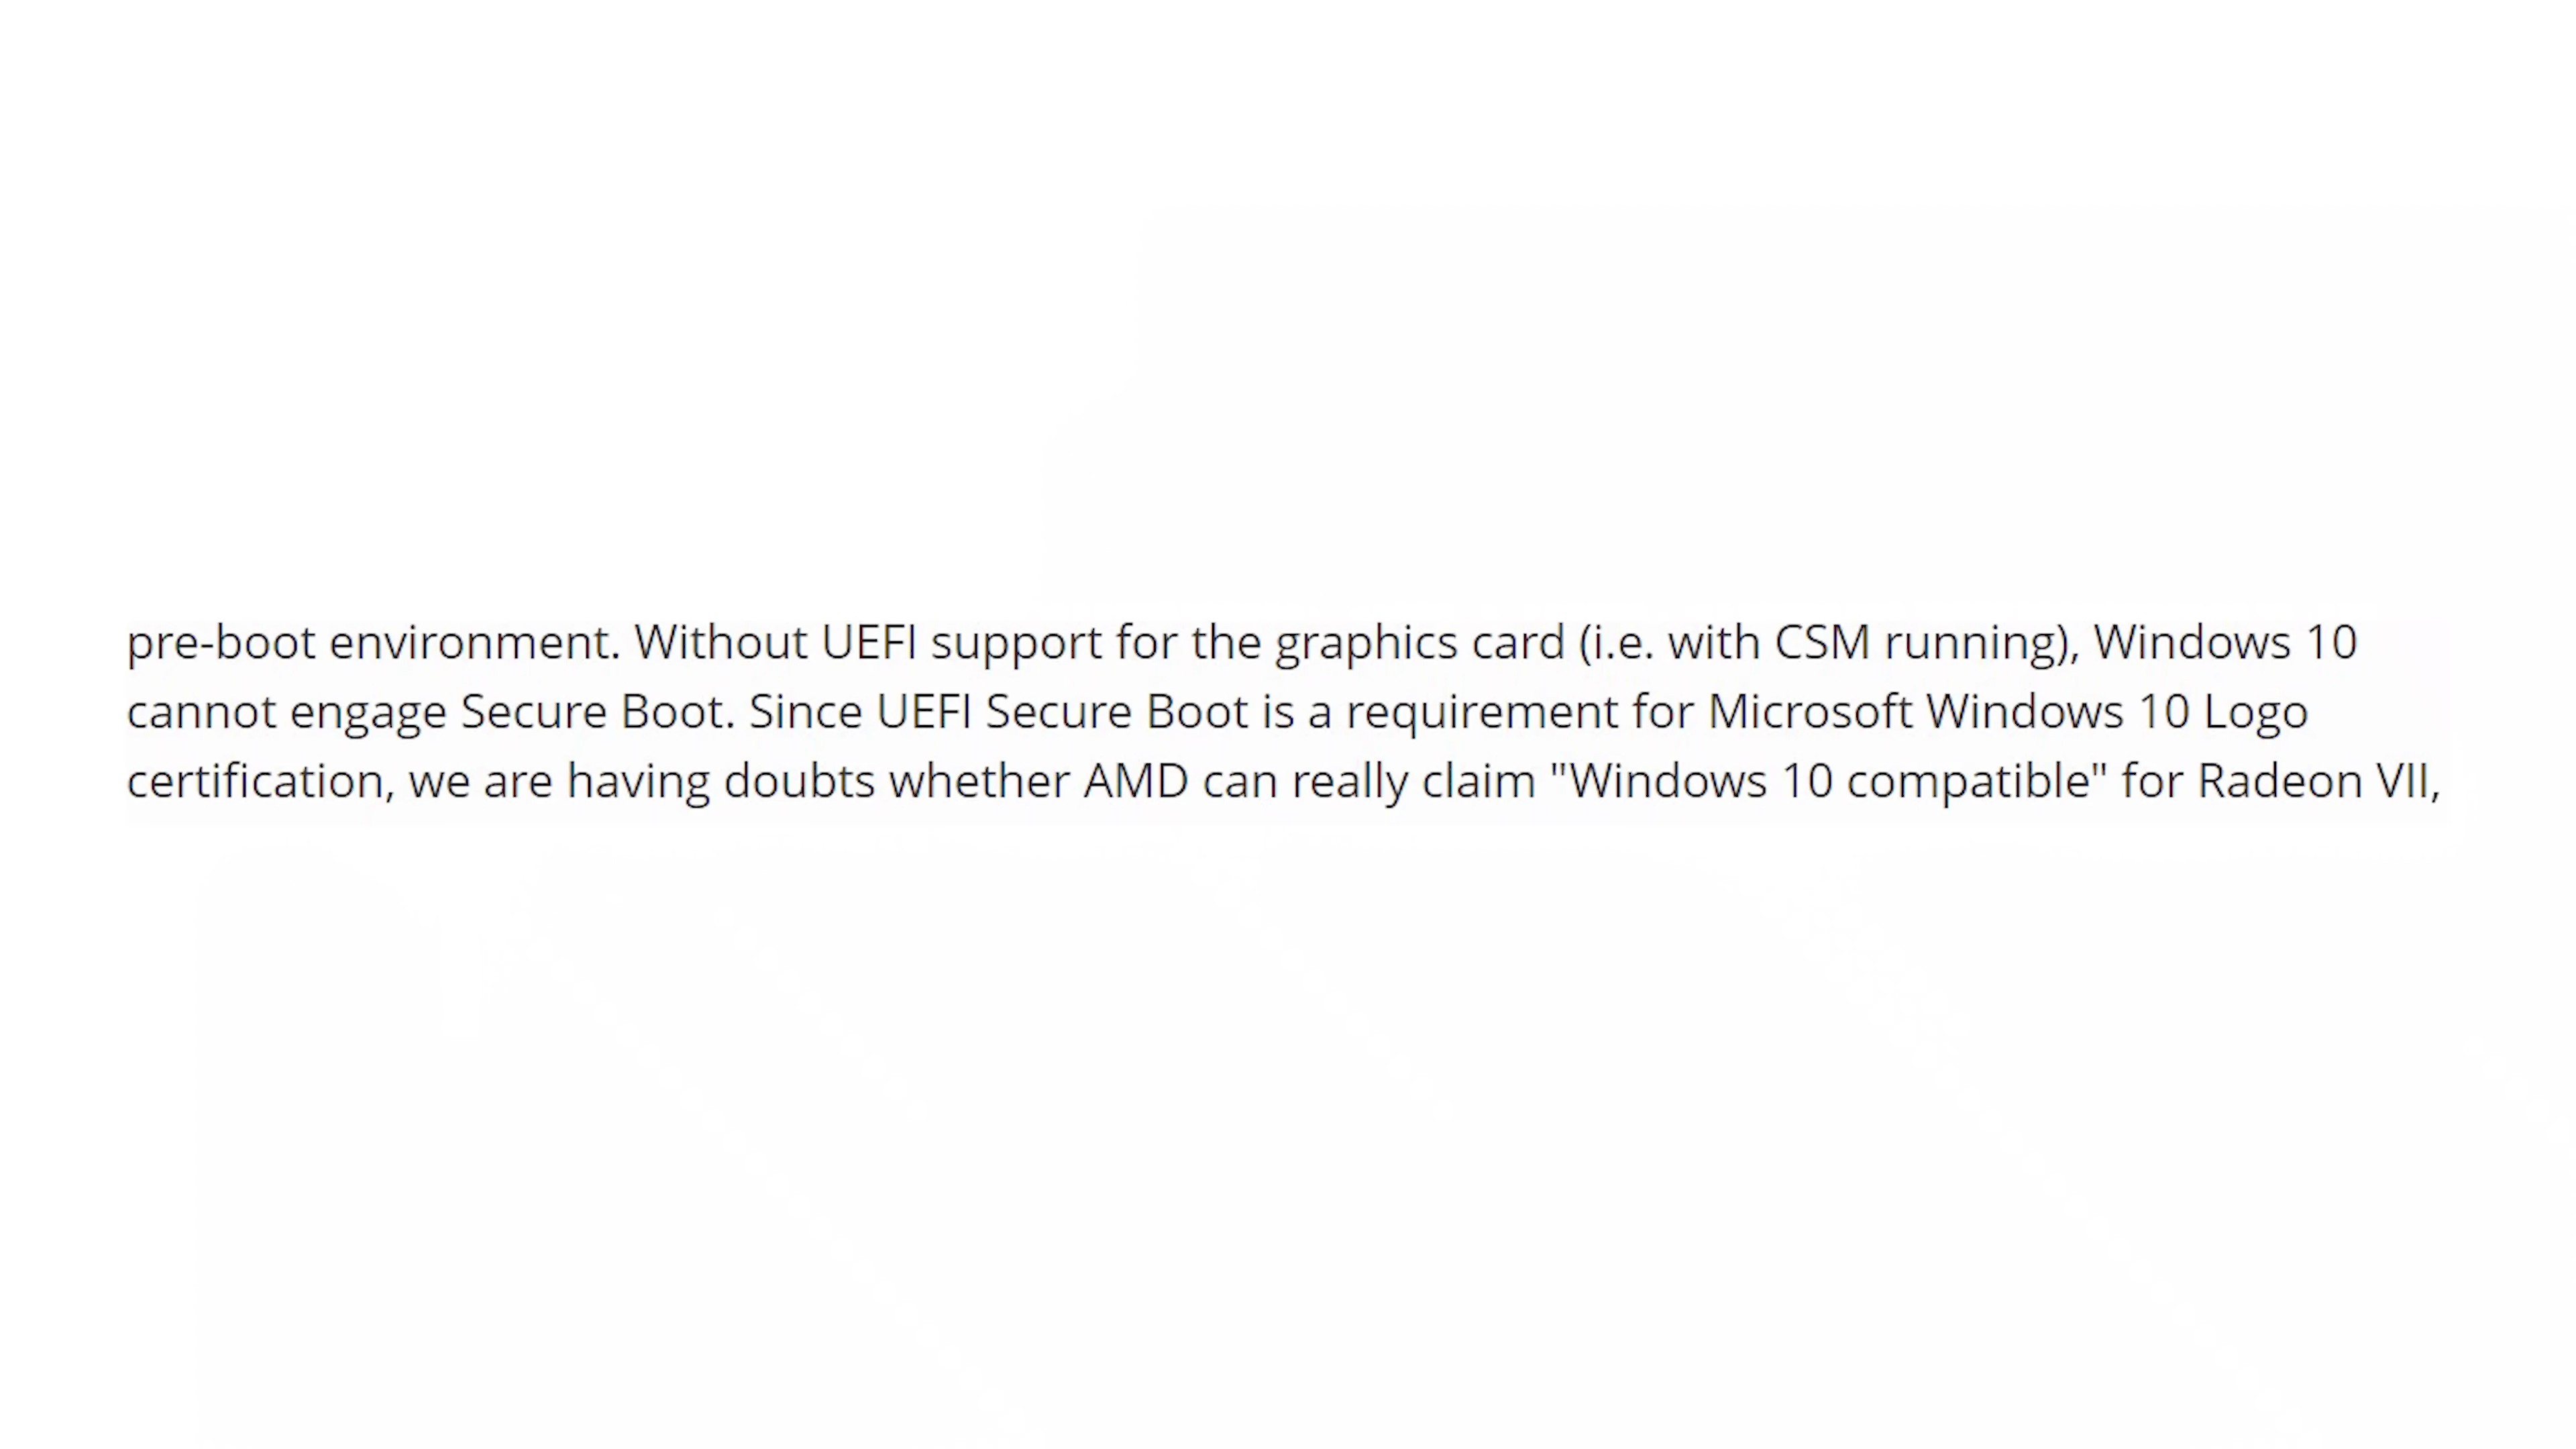 pre-boot environment. Without UEFI support for the graphics card (i.e. with CSM running), Windows 10
cannot engage Secure Boot. Since UEFI Secure Boot is a requirement for Microsoft Windows 10 Logo
certification, we are having doubts whether AMD can really claim "Windows 10 compatible" for Radeon VII,